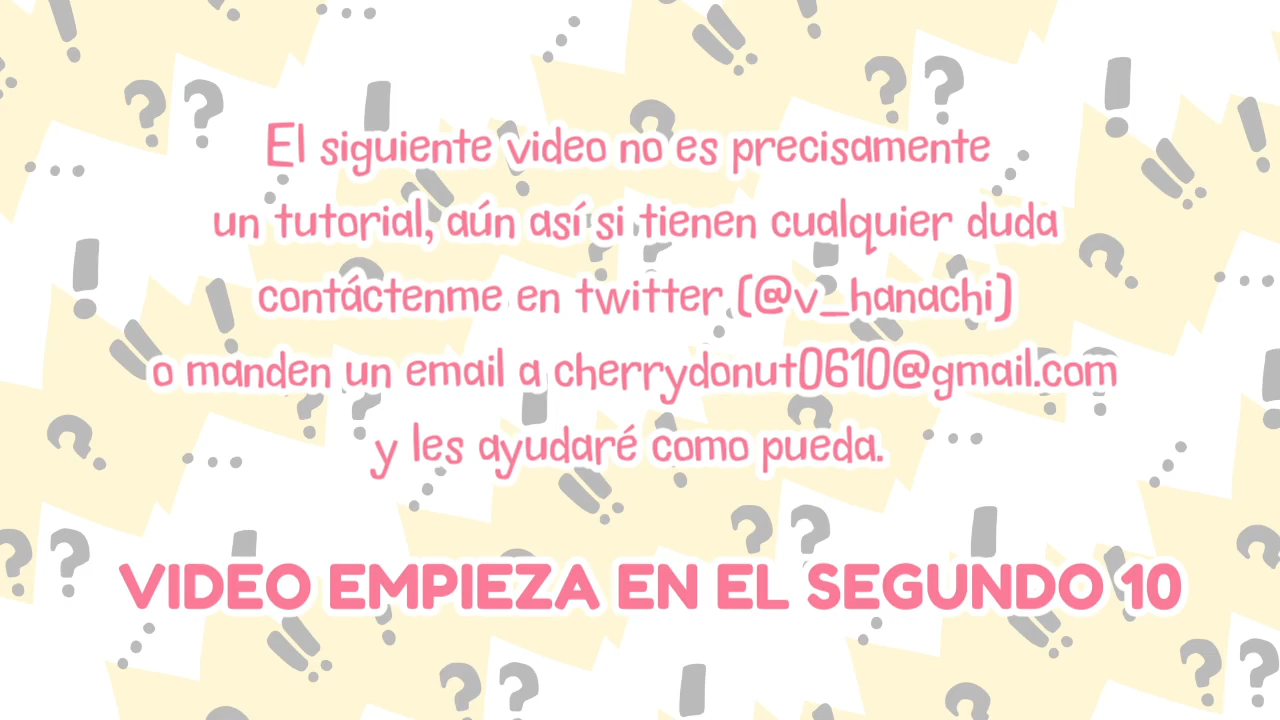 El siguiente video no es precisamente
un tutorial, aún así si tienen cualquier duda
contáctenme en twitter (@v_hanachi)
o manden un email a cherrydonut0610@gmail.com
y les ayudaré como pueda.
VIDEO EMPIEZA EN EL SEGUNDO 10